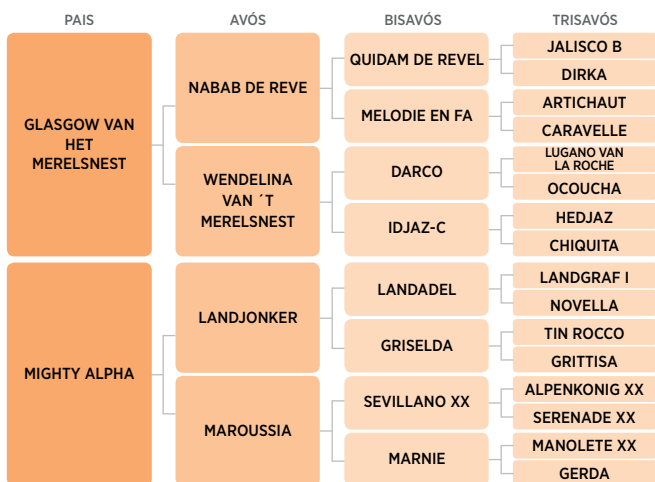 PAIS AVÓS BISAVÓS TRISAVÓS
GLASGOW VAN
HET
MERELSNEST
NABAB DE REVE
QUIDAM DE REVEL
JALISCO B
DIRKA
MELODIE EN FA
ARTICHAUT
CARAVELLE
WENDELINA
VAN ´T
MERELSNEST
DARCO
LUGANO VAN
LA ROCHE
OCOUCHA
IDJAZ-C
HEDJAZ
CHIQUITA
MIGHTY ALPHA
LANDJONKER
LANDADEL
LANDGRAF I
NOVELLA
GRISELDA
TIN ROCCO
GRITTISA
MAROUSSIA
SEVILLANO XX
ALPENKONIG XX
SERENADE XX
MARNIE
MANOLETE XX
GERDA